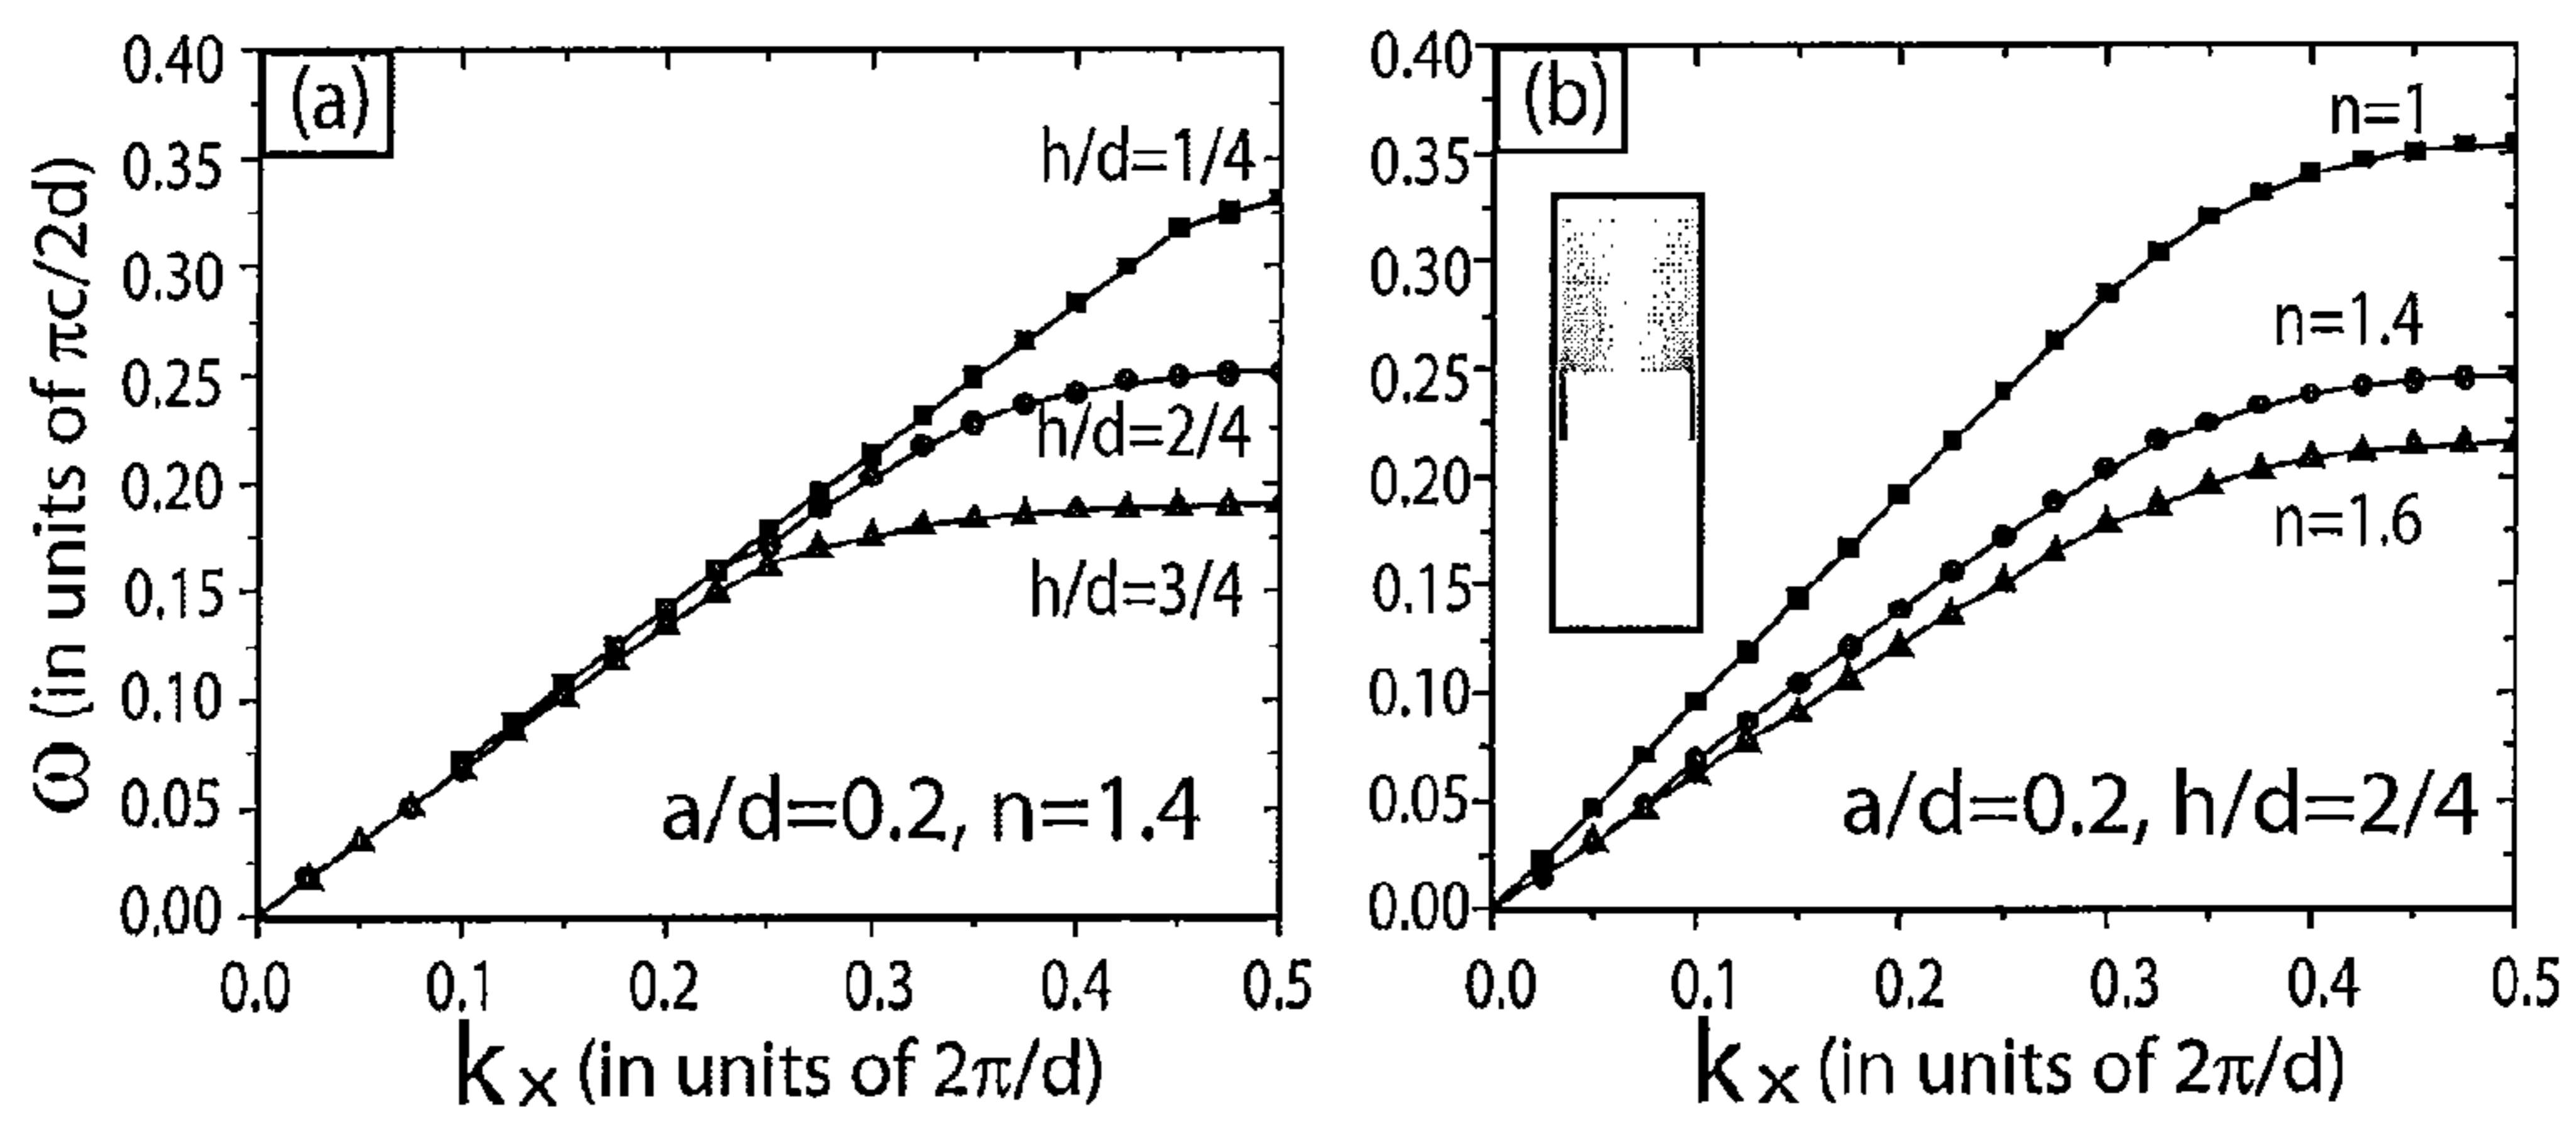 (a)
ω (in units of πc/2d)
0.40
0.35
0.30
0.25
0.20
0.15
0.10
0.05
0.00
h/d=1/4
h/d=2/4
h/d=3/4
a/d=0.2, n=1.4
0.0 0.1 0.2 0.3 0.4 0.5
kx (in units of 2π/d)
(b)
0.40
0.35
0.30
0.25
0.20
0.15
0.10
0.05
0.00
n=1
n=1.4
n=1.6
a/d=0.2, h/d=2/4
0.0 0.1 0.2 0.3 0.4 0.5
kx (in units of 2π/d)